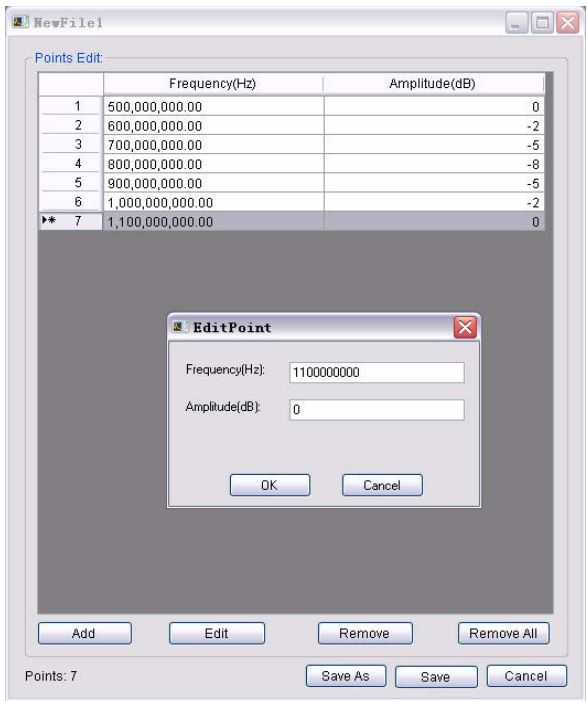 NewFile1
Points Edit:
Frequency(Hz) Amplitude(dB)
1 500,000,000.00 0
2 600,000,000.00 -2
3 700,000,000.00 -5
4 800,000,000.00 -8
5 900,000,000.00 -5
6 1,000,000,000.00 -2
7 1,100,000,000.00 0
EditPoint
Frequency(Hz): 1100000000
Amplitude(dB): 0
OK Cancel
Add Edit Remove Remove All
Points: 7 Save As Save Cancel